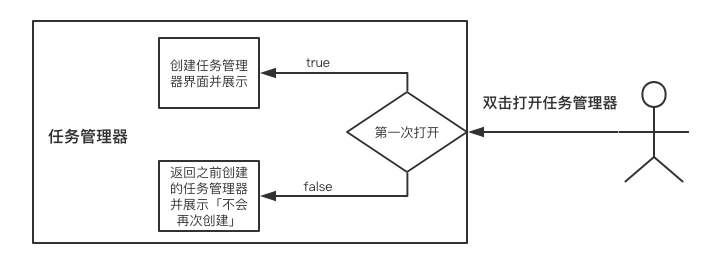 创建任务管理
器界面并展示
true
双击打开任务管理器
任务管理器
第一次打开
返回之前创建
的任务管理器
并展示「不会
再次创建」
false